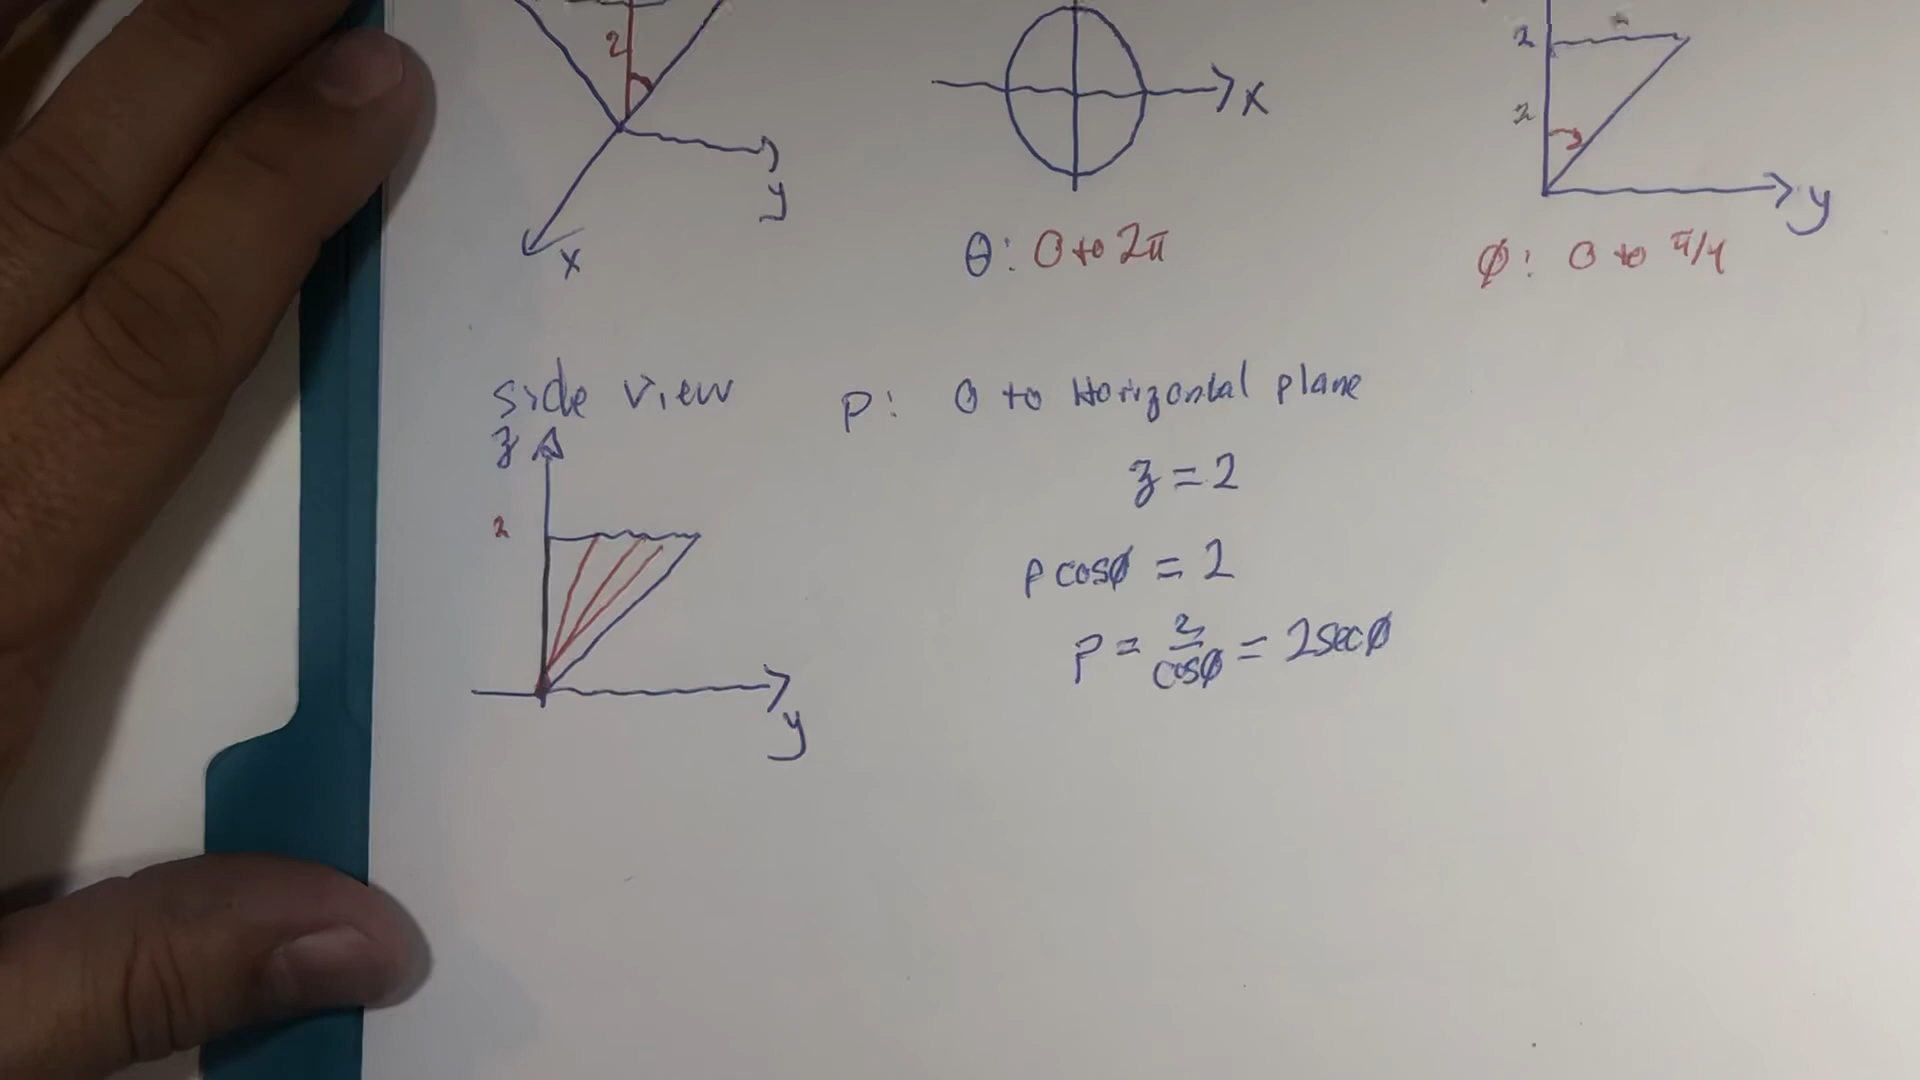 2
y
x
x
θ: 0 to 2π
2
2
y
φ: 0 to π/4
side view
z
2
y
ρ: 0 to Horizontal plane
z = 2
ρ cosφ = 2
ρ = 2/cosφ = 2secφ